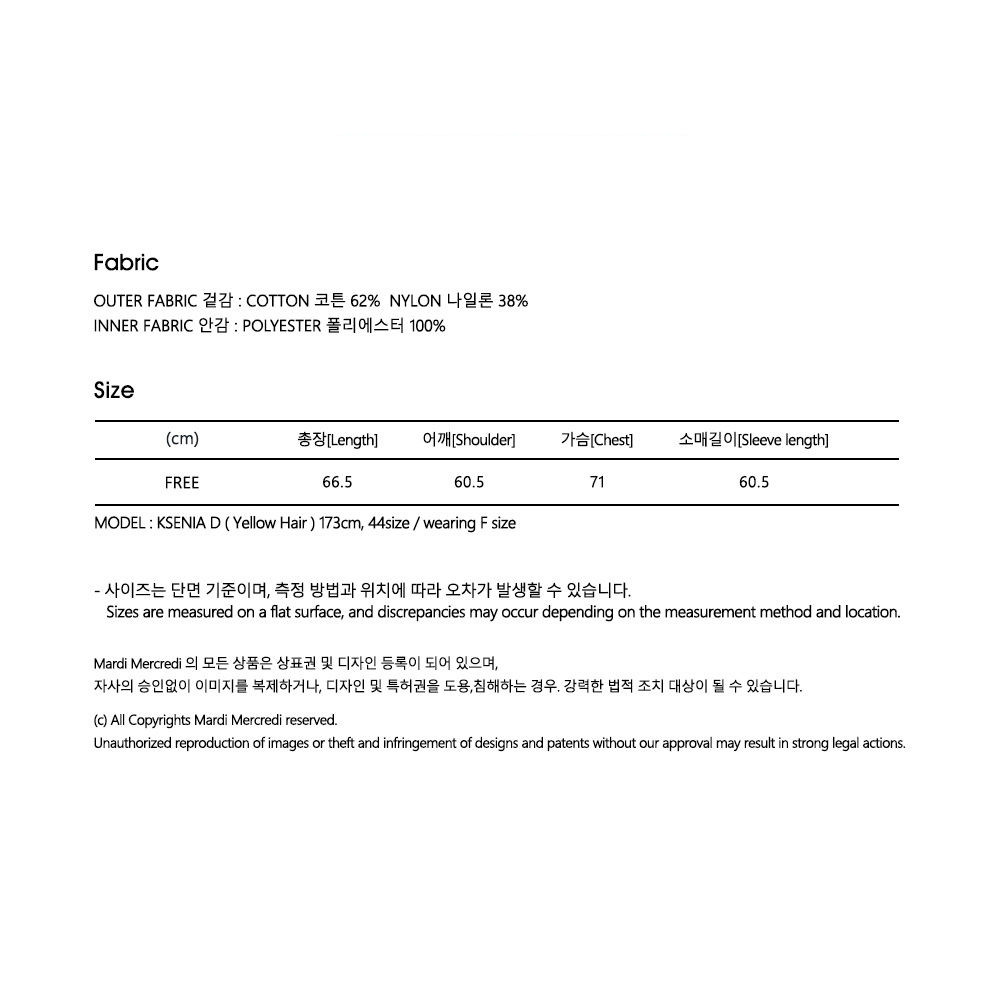 Fabric
OUTER FABRIC 겉감 : COTTON 코튼 62%  NYLON 나일론 38%
INNER FABRIC 안감 : POLYESTER 폴리에스터 100%
Size
(cm) 총장[Length] 어깨[Shoulder] 가슴[Chest] 소매길이[Sleeve length]
FREE 66.5 60.5 71 60.5
MODEL : KSENIA D ( Yellow Hair ) 173cm, 44size / wearing F size
- 사이즈는 단면 기준이며, 측정 방법과 위치에 따라 오차가 발생할 수 있습니다.
Sizes are measured on a flat surface, and discrepancies may occur depending on the measurement method and location.
Mardi Mercredi 의 모든 상품은 상표권 및 디자인 등록이 되어 있으며,
자사의 승인없이 이미지를 복제하거나, 디자인 및 특허권을 도용,침해하는 경우. 강력한 법적 조치 대상이 될 수 있습니다.
(c) All Copyrights Mardi Mercredi reserved.
Unauthorized reproduction of images or theft and infringement of designs and patents without our approval may result in strong legal actions.